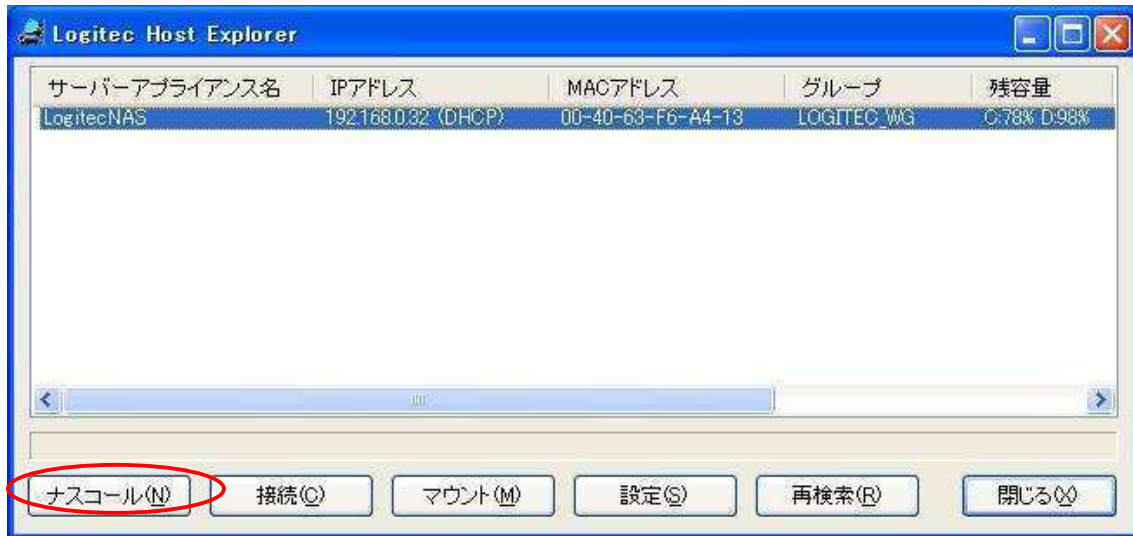 Logitec Host Explorer
サーバーアプライアンス名 IPアドレス MACアドレス グループ 残容量
LogitecNAS 192.168.0.32 (DHCP) 00-40-63-F6-A4-13 LOGITEC_WG C:78% D:98%
ナスコール(N) 接続(C) マウント(M) 設定(S) 再検索(R) 閉じる(X)